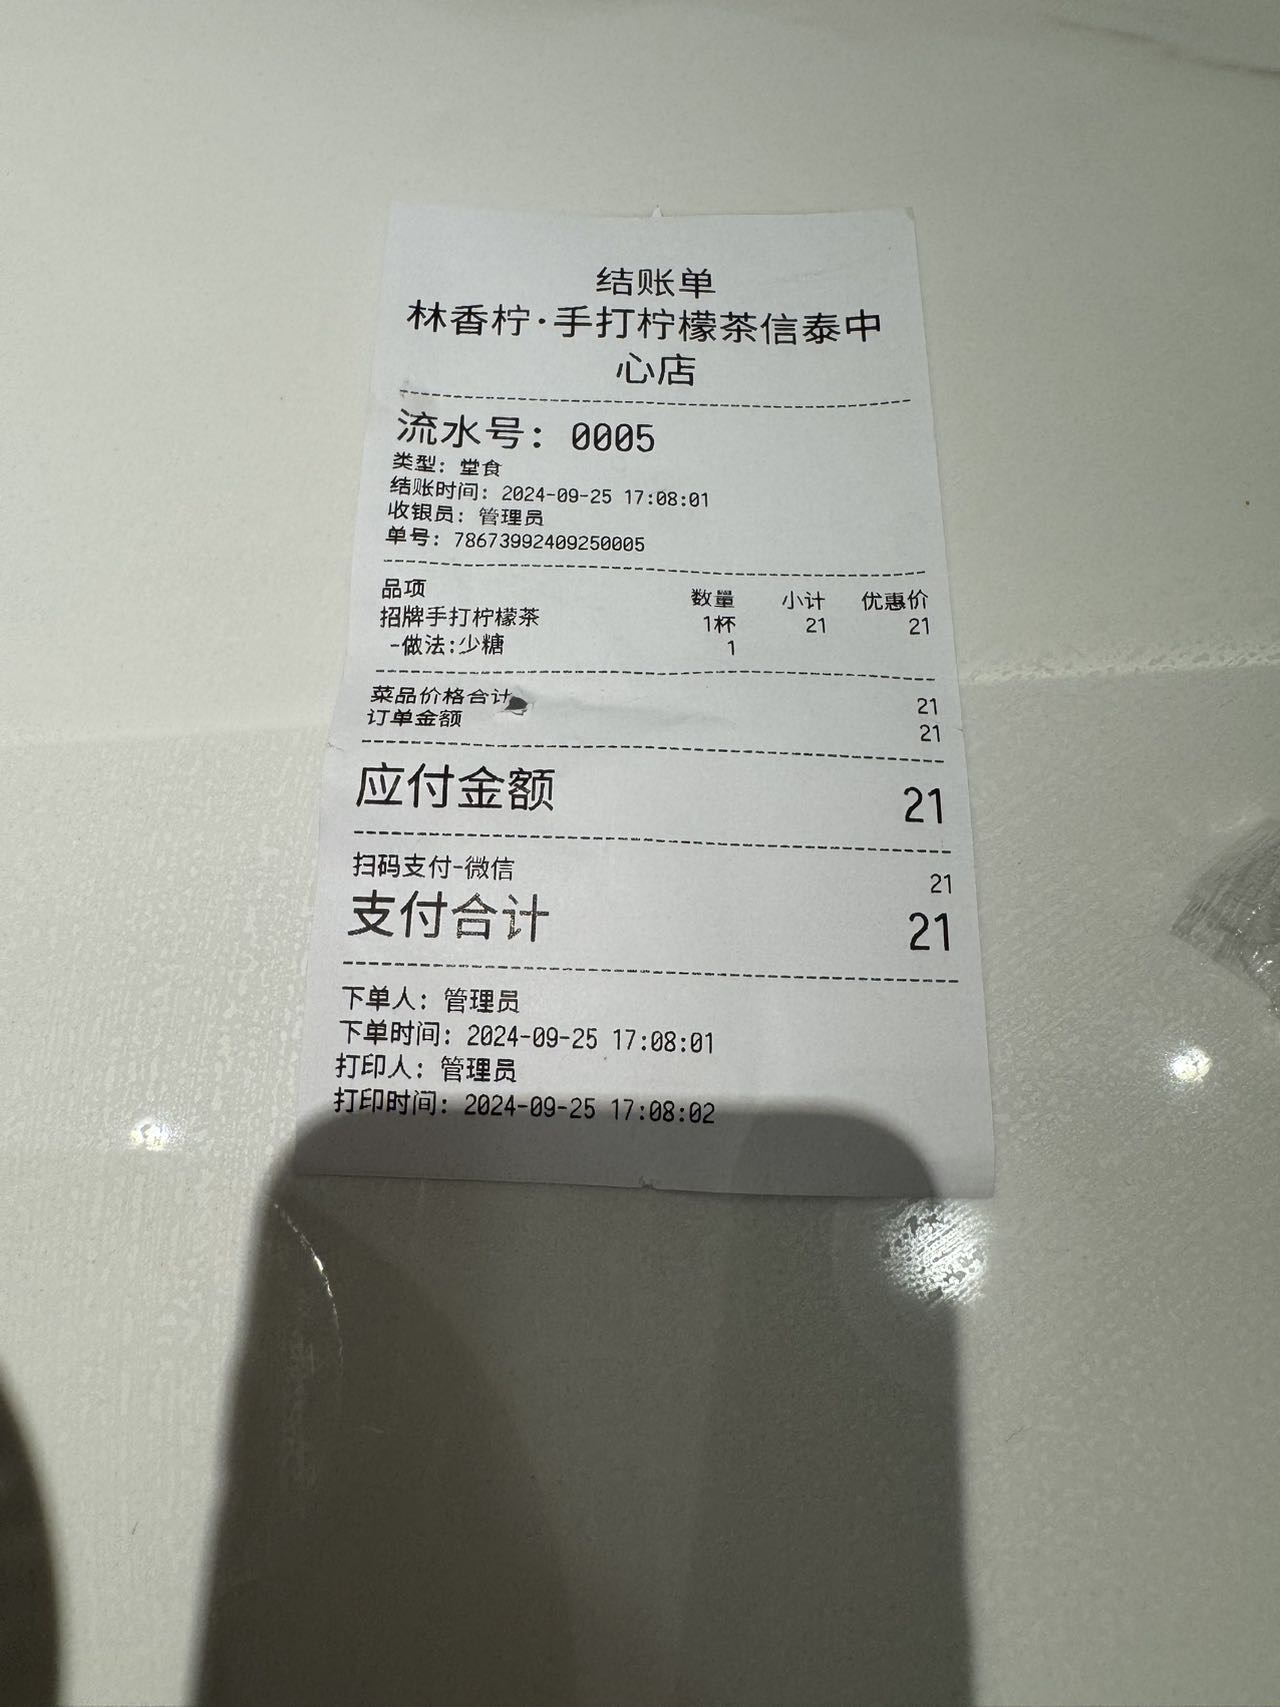 结账单
林香柠·手打柠檬茶信泰中
心店
流水号: 0005
类型: 堂食
结账时间: 2024-09-25 17:08:01
收银员: 管理员
单号: 78673992409250005
品项 数量 小计 优惠价
招牌手打柠檬茶 1杯 21 21
-做法:少糖 1
菜品价格合计 21
订单金额 21
应付金额 21
扫码支付-微信 21
支付合计 21
下单人: 管理员
下单时间: 2024-09-25 17:08:01
打印人: 管理员
打印时间: 2024-09-25 17:08:02